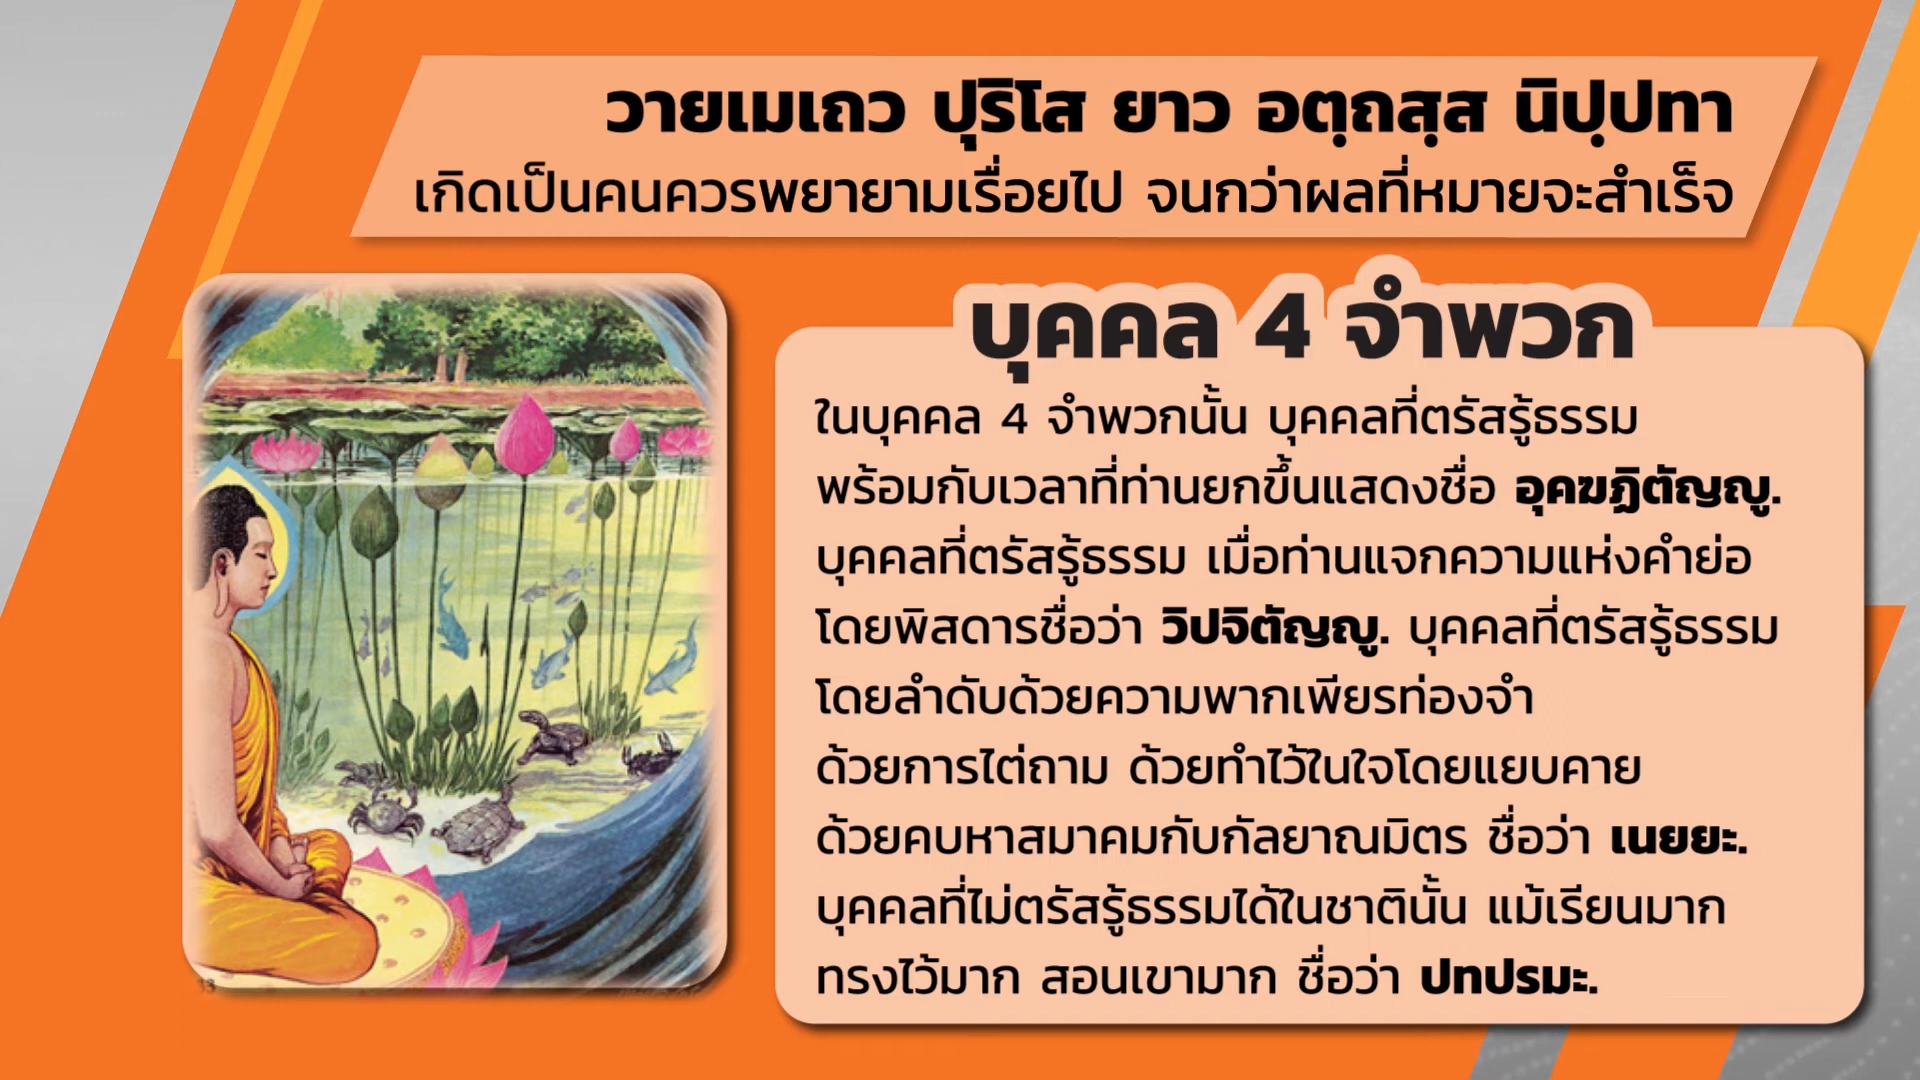 วายเมเถว ปุริโส ยาว อตฺถสฺส นิปฺปทา
เกิดเป็นคนควรพยายามเรื่อยไป จนกว่าผลที่หมายจะสำเร็จ
บุคคล 4 จำพวก
ในบุคคล 4 จำพวกนั้น บุคคลที่ตรัสรู้ธรรม
พร้อมกับเวลาที่ท่านยกขึ้นแสดงชื่อ อุคฆฏิตัญญู.
บุคคลที่ตรัสรู้ธรรม เมื่อท่านแจกความแห่งคำย่อ
โดยพิสดารชื่อว่า วิปจิตัญญู. บุคคลที่ตรัสรู้ธรรม
โดยลำดับด้วยความพากเพียรท่องจำ
ด้วยการไต่ถาม ด้วยทำไว้ในใจโดยแยบคาย
ด้วยคบหาสมาคมกับกัลยาณมิตร ชื่อว่า เนยยะ.
บุคคลที่ไม่ตรัสรู้ธรรมได้ในชาตินั้น แม้เรียนมาก
ทรงไว้มาก สอนเขามาก ชื่อว่า ปทปรมะ.